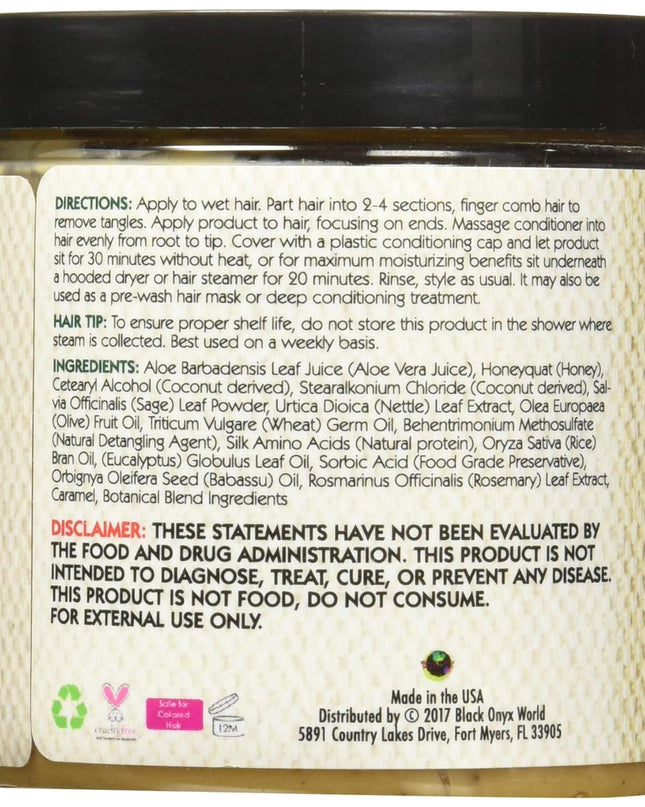 DIRECTIONS: Apply to wet hair. Part hair into 2-4 sections, finger comb hair to
remove tangles. Apply product to hair, focusing on ends. Massage conditioner into
hair evenly from root to tip. Cover with a plastic conditioning cap and let product
sit for 30 minutes without heat, or for maximum moisturizing benefits sit underneath
a hooded dryer or hair steamer for 20 minutes. Rinse, style as usual. It may also be
used as a pre-wash hair mask or deep conditioning treatment.
HAIR TIP: To ensure proper shelf life, do not store this product in the shower where
steam is collected. Best used on a weekly basis.
INGREDIENTS: Aloe Barbadensis Leaf Juice (Aloe Vera Juice), Honeyquat (Honey),
Cetearyl Alcohol (Coconut derived), Stearalkonium Chloride (Coconut derived), Sal-
via Officinalis (Sage) Leaf Powder, Urtica Dioica (Nettle) Leaf Extract, Olea Europaea
(Olive) Fruit Oil, Triticum Vulgare (Wheat) Germ Oil, Behentrimonium Methosulfate
(Natural Detangling Agent), Silk Amino Acids (Natural protein), Oryza Sativa (Rice)
Bran Oil, (Eucalyptus) Globulus Leaf Oil, Sorbic Acid (Food Grade Preservative),
Orbignya Oleifera Seed (Babassu) Oil, Rosmarinus Officinalis (Rosemary) Leaf Extract,
Caramel, Botanical Blend Ingredients
DISCLAIMER: THESE STATEMENTS HAVE NOT BEEN EVALUATED BY
THE FOOD AND DRUG ADMINISTRATION. THIS PRODUCT IS NOT
INTENDED TO DIAGNOSE, TREAT, CURE, OR PREVENT ANY DISEASE.
THIS PRODUCT IS NOT FOOD, DO NOT CONSUME.
FOR EXTERNAL USE ONLY.
cruelty free
Safe for
Colored
Hair
12M
Made in the USA
Distributed by © 2017 Black Onyx World
5891 Country Lakes Drive, Fort Myers, FL 33905